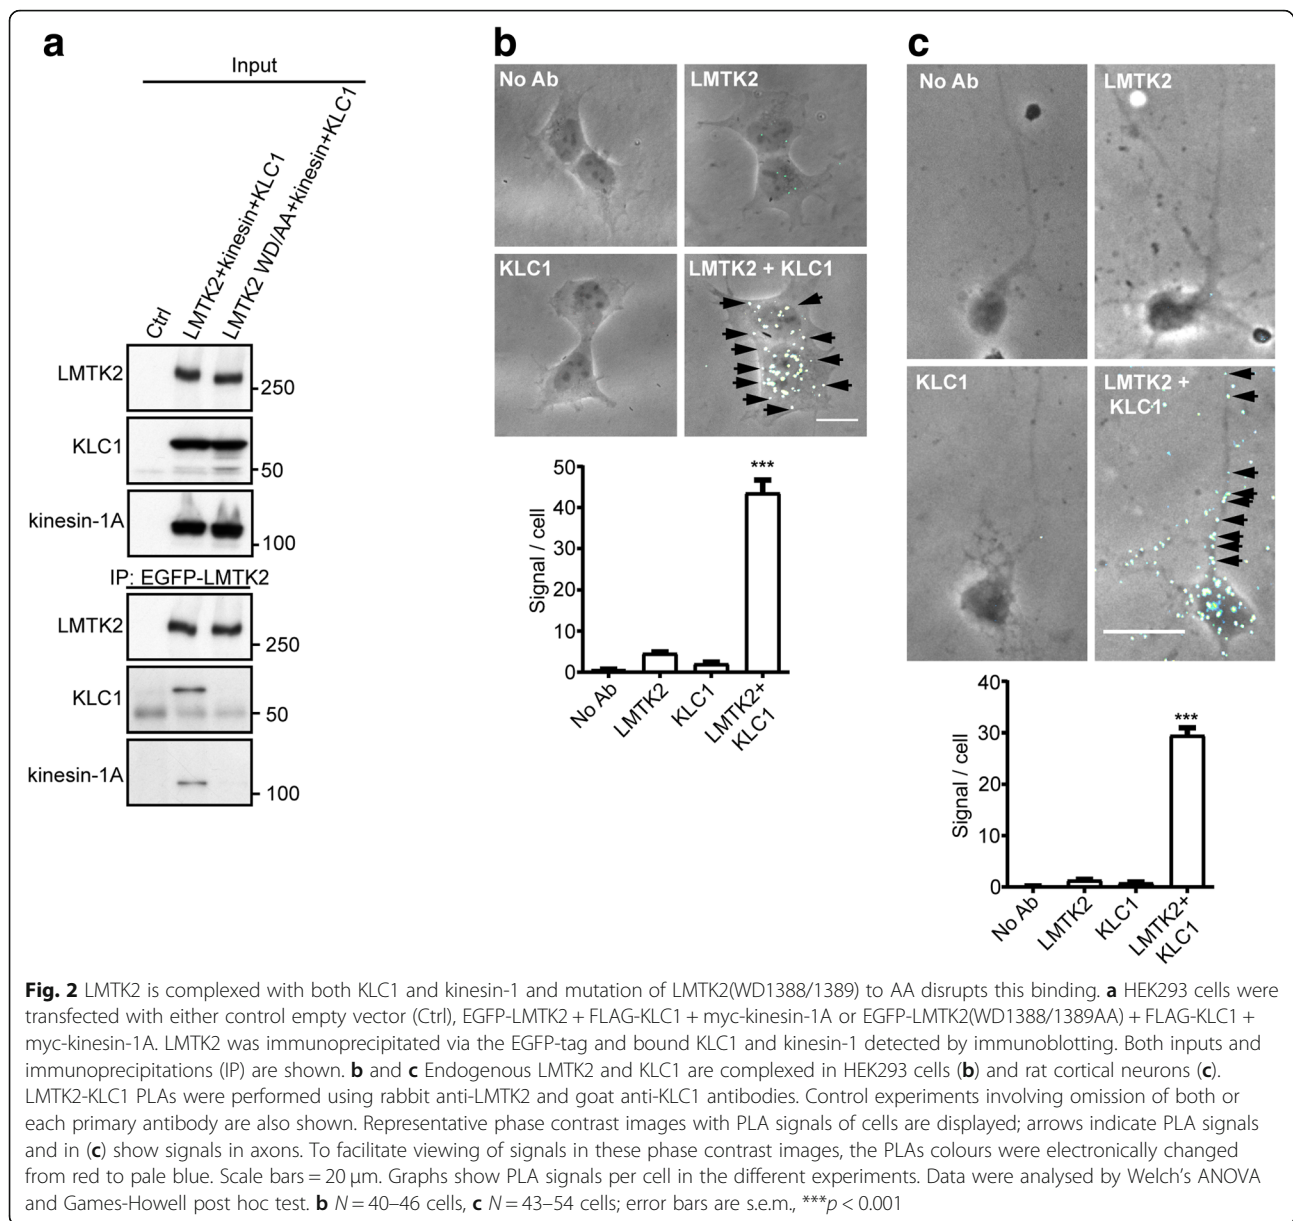 a
Input
Ctrl
LMTK2+kinesin+KLC1
LMTK2 WD/AA+kinesin+KLC1
LMTK2
250
KLC1
50
kinesin-1A
100
IP: EGFP-LMTK2
LMTK2
250
KLC1
50
kinesin-1A
100
b
No Ab
LMTK2
KLC1
LMTK2 + KLC1
50
40
30
20
10
0
Signal / cell
***
No Ab
LMTK2
KLC1
LMTK2+
KLC1
c
No Ab
LMTK2
KLC1
LMTK2 +
KLC1
40
30
20
10
0
Signal / cell
***
No Ab
LMTK2
KLC1
LMTK2+
KLC1
Fig. 2 LMTK2 is complexed with both KLC1 and kinesin-1 and mutation of LMTK2(WD1388/1389) to AA disrupts this binding. a HEK293 cells were
transfected with either control empty vector (Ctrl), EGFP-LMTK2 + FLAG-KLC1 + myc-kinesin-1A or EGFP-LMTK2(WD1388/1389AA) + FLAG-KLC1 +
myc-kinesin-1A. LMTK2 was immunoprecipitated via the EGFP-tag and bound KLC1 and kinesin-1 detected by immunoblotting. Both inputs and
immunoprecipitations (IP) are shown. b and c Endogenous LMTK2 and KLC1 are complexed in HEK293 cells (b) and rat cortical neurons (c).
LMTK2-KLC1 PLAs were performed using rabbit anti-LMTK2 and goat anti-KLC1 antibodies. Control experiments involving omission of both or
each primary antibody are also shown. Representative phase contrast images with PLA signals of cells are displayed; arrows indicate PLA signals
and in (c) show signals in axons. To facilitate viewing of signals in these phase contrast images, the PLAs colours were electronically changed
from red to pale blue. Scale bars = 20 μm. Graphs show PLA signals per cell in the different experiments. Data were analysed by Welch's ANOVA
and Games-Howell post hoc test. b N = 40–46 cells, c N = 43–54 cells; error bars are s.e.m., ***p < 0.001